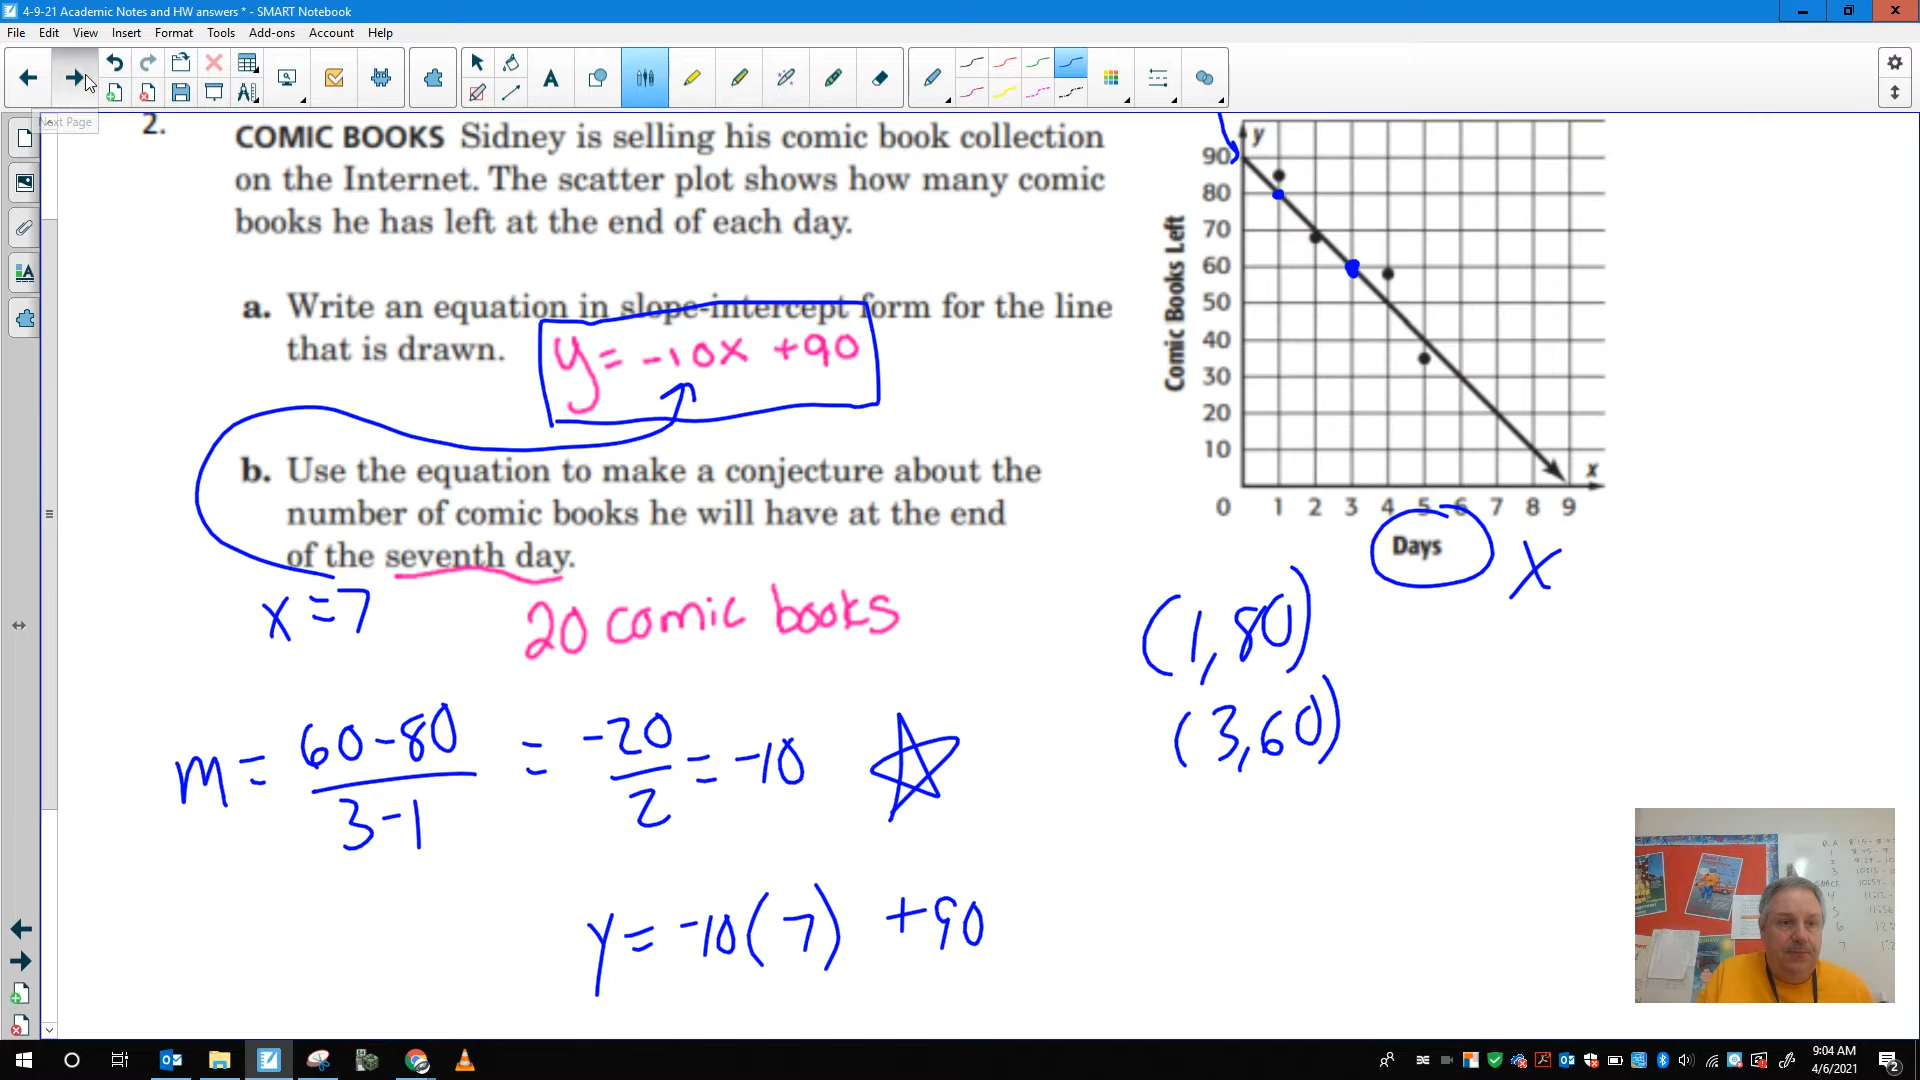 4-9-21 Academic Notes and HW answers * - SMART Notebook
File Edit View Insert Format Tools Add-ons Account Help
Next Page
2.
COMIC BOOKS Sidney is selling his comic book collection
on the Internet. The scatter plot shows how many comic
books he has left at the end of each day.
a. Write an equation in slope-intercept form for the line
that is drawn.
y = -10x +90
b. Use the equation to make a conjecture about the
number of comic books he will have at the end
of the seventh day.
x = 7
20 comic books
m = 60-80 / 3-1 = -20 / 2 = -10
y = -10(7) +90
y
90
80
70
60
50
40
30
20
10
Comic Books Left
x
0 1 2 3 4 5 6 7 8 9
Days
X
(1,80)
(3,60)
9:04 AM
4/6/2021
2